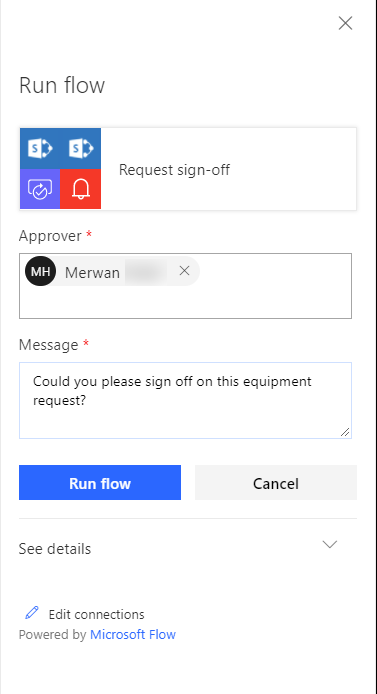 Run flow
S S
Request sign-off
Approver *
MH Merwan
Message *
Could you please sign off on this equipment
request?
Run flow Cancel
See details
Edit connections
Powered by Microsoft Flow